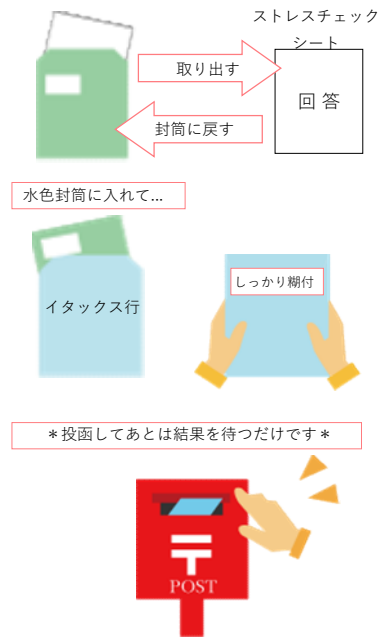 ストレスチェック
シート
取り出す
回 答
封筒に戻す
水色封筒に入れて...
イタックス行
しっかり糊付
＊投函してあとは結果を待つだけです＊
〒
POST